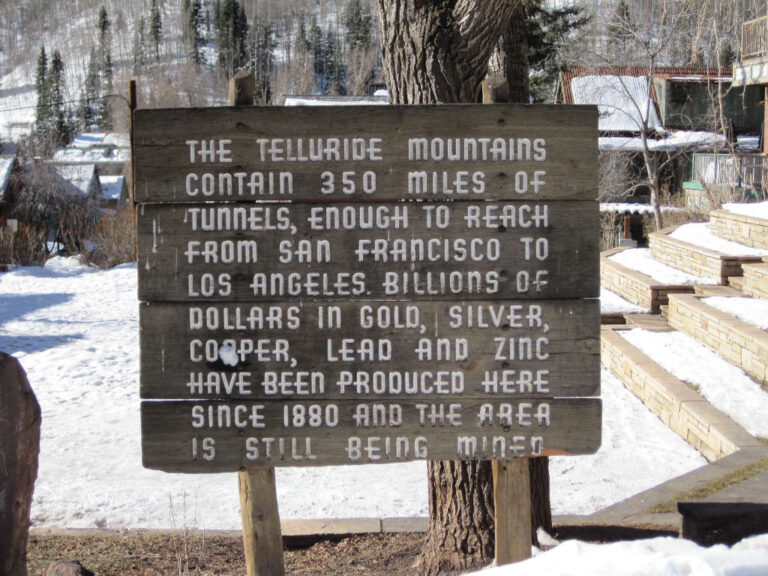 THE TELLURIDE MOUNTAINS
CONTAIN 350 MILES OF
TUNNELS, ENOUGH TO REACH
FROM SAN FRANCISCO TO
LOS ANGELES. BILLIONS OF
DOLLARS IN GOLD, SILVER,
COPPER, LEAD AND ZINC
HAVE BEEN PRODUCED HERE
SINCE 1880 AND THE AREA
IS STILL BEING MINED